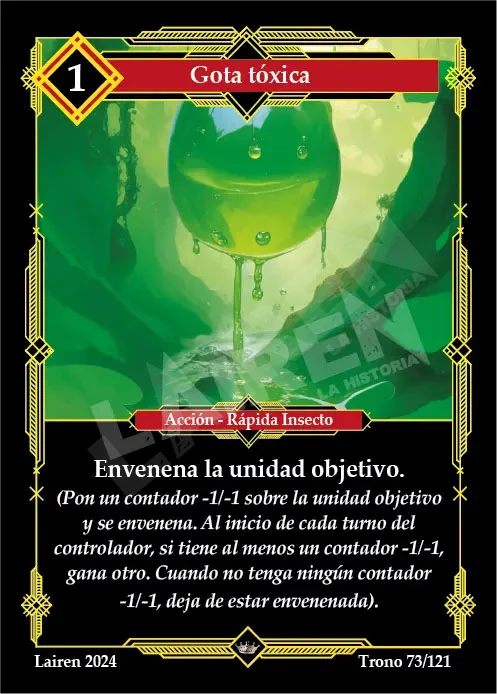 1
Gota tóxica
LAIREN
LA HISTORIA
Acción - Rápida Insecto
Envenena la unidad objetivo.
(Pon un contador -1/-1 sobre la unidad objetivo
y se envenena. Al inicio de cada turno del
controlador, si tiene al menos un contador -1/-1,
gana otro. Cuando no tenga ningún contador
-1/-1, deja de estar envenenada).
Lairen 2024
Trono 73/121